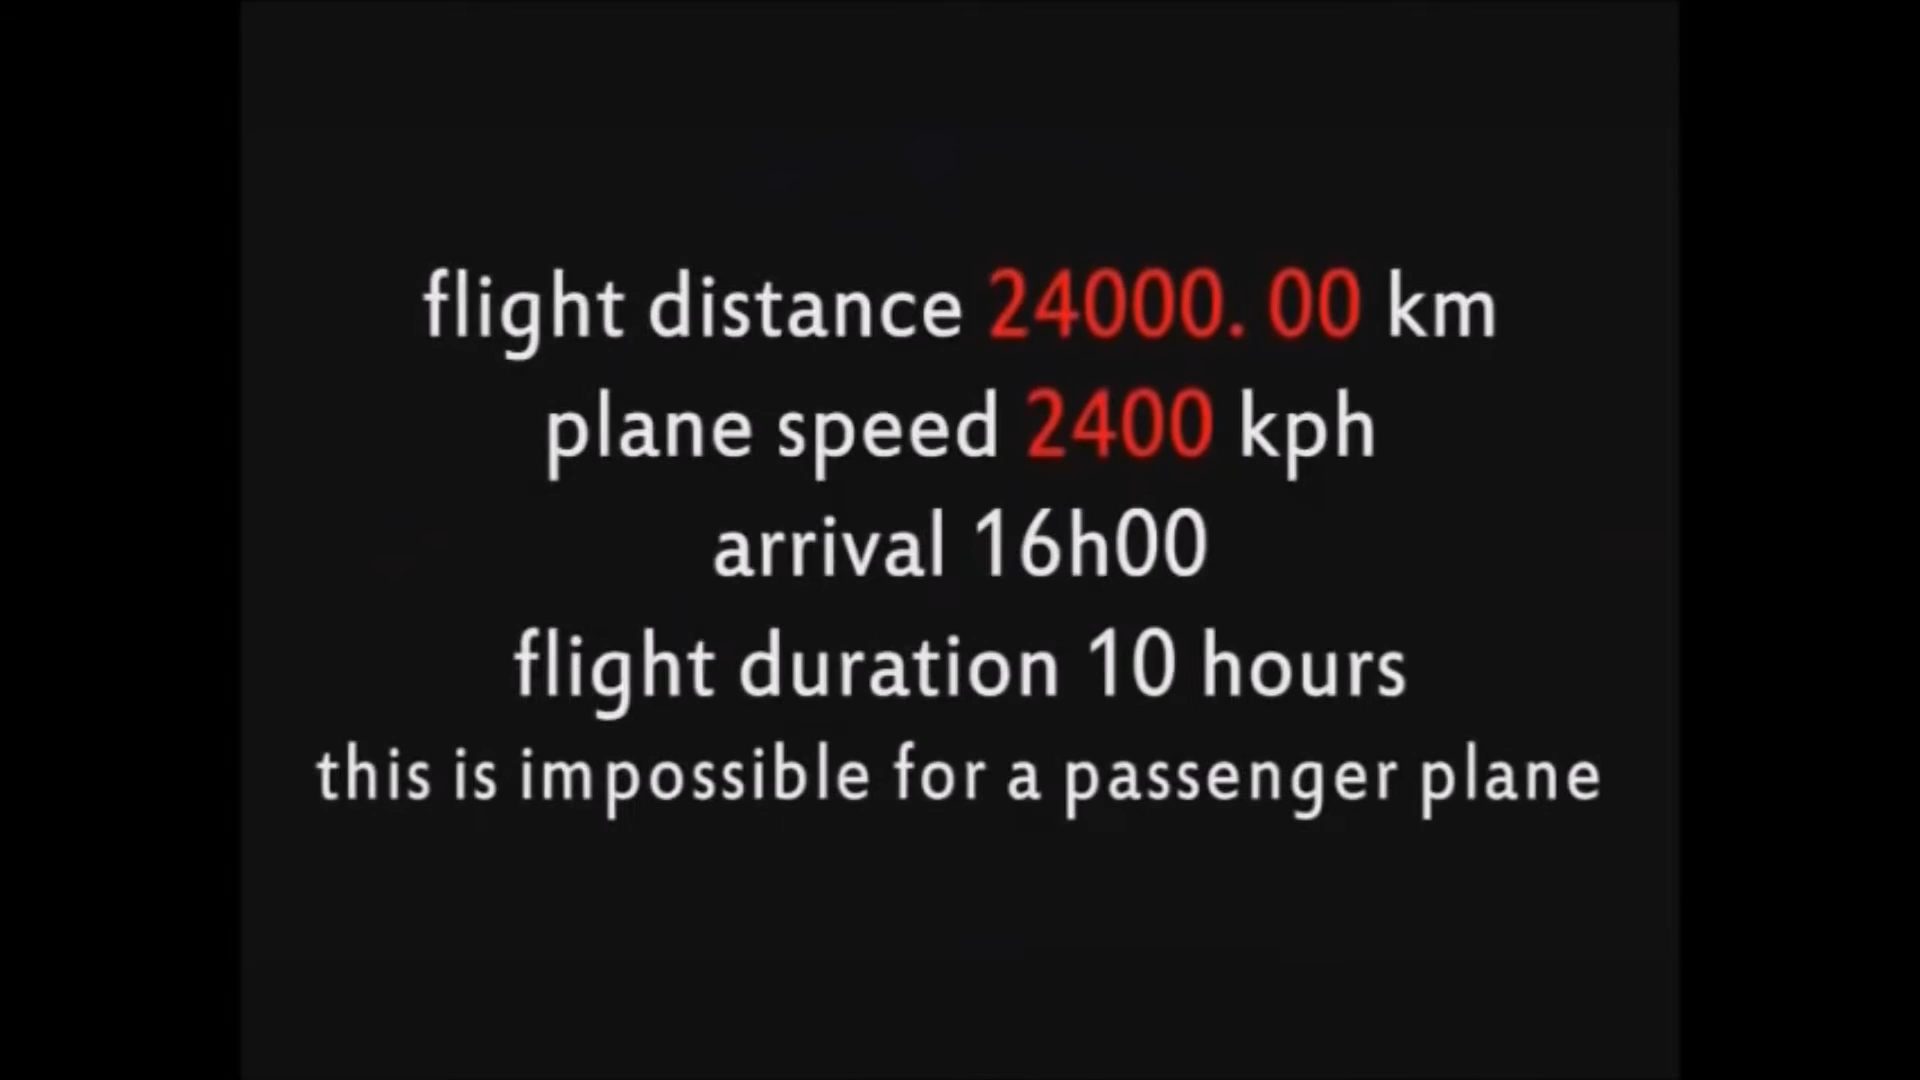 flight distance 24000. 00 km
plane speed 2400 kph
arrival 16h00
flight duration 10 hours
this is impossible for a passenger plane